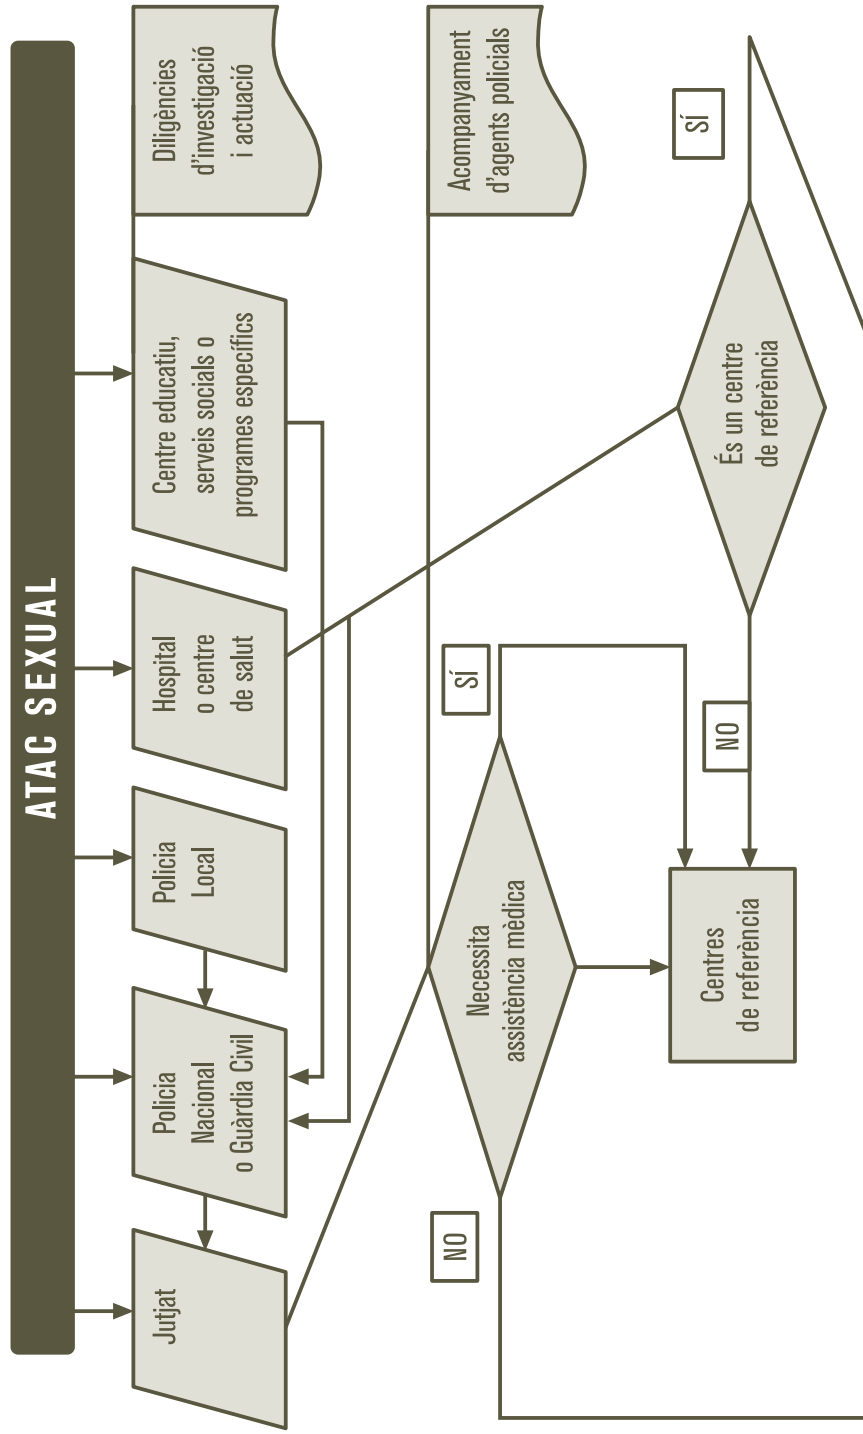 ATAC SEXUAL
Jutjat
Policia
Nacional
o Guàrdia Civil
Policia
Local
Hospital
o centre
de salut
Centre educatiu,
serveis socials o
programes específics
Diligències
d'investigació
i actuació
Acompanyament
d'agents policials
NO
Necessita
assistència mèdica
SÍ
Centres
de referència
NO
És un centre
de referència
SÍ